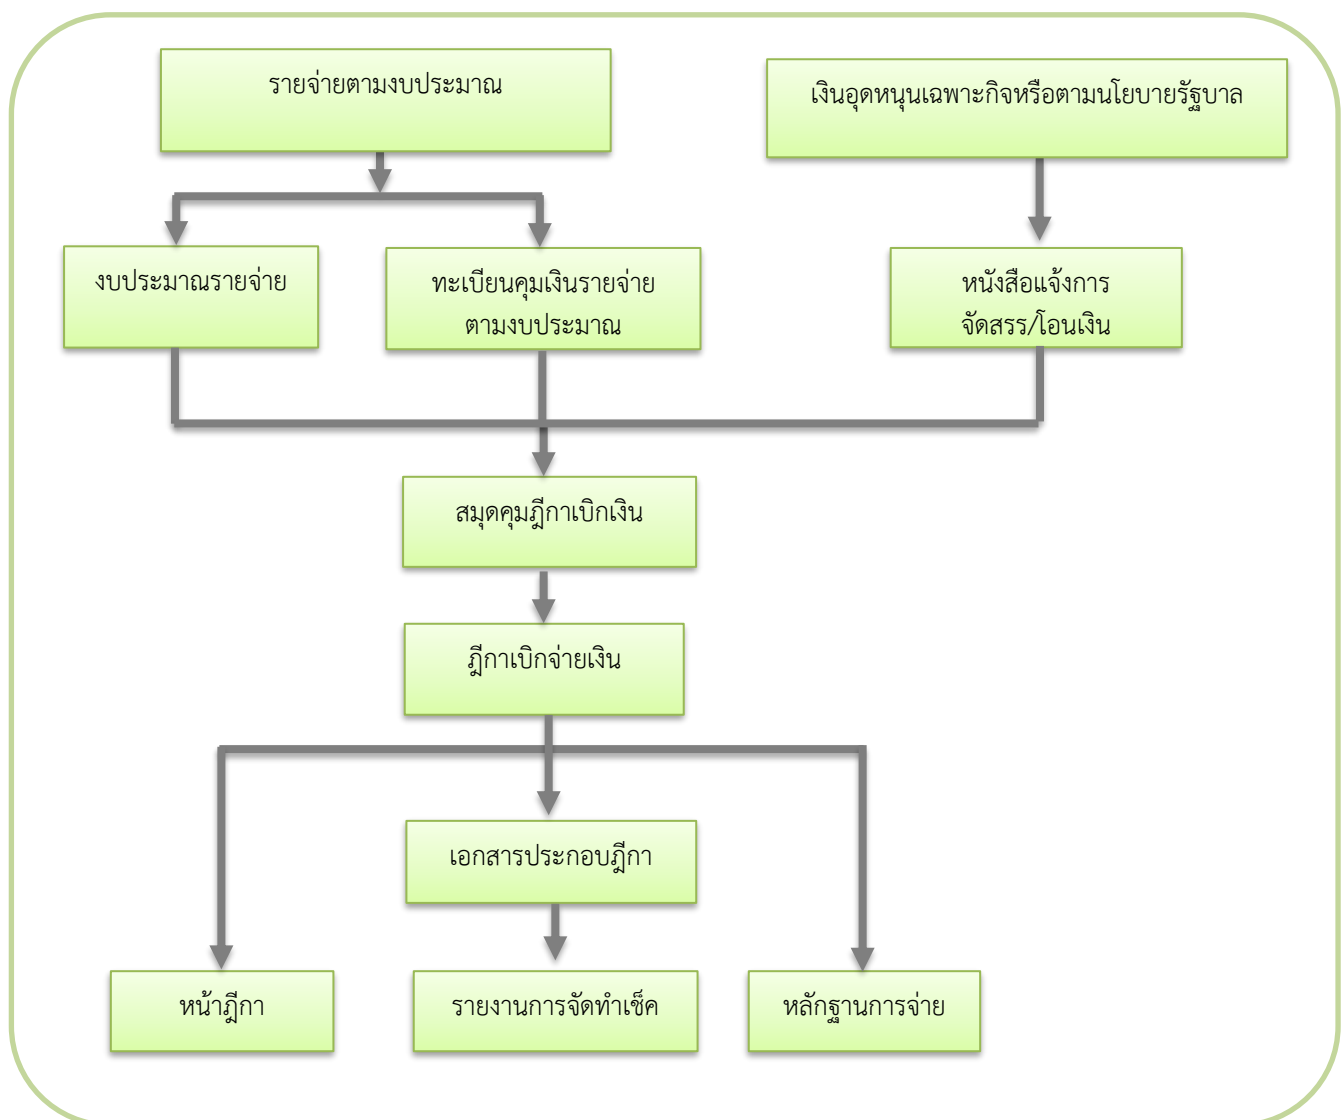 รายจ่ายตามงบประมาณ
เงินอุดหนุนเฉพาะกิจหรือตามนโยบายรัฐบาล
งบประมาณรายจ่าย
ทะเบียนคุมเงินรายจ่าย
ตามงบประมาณ
หนังสือแจ้งการ
จัดสรร/โอนเงิน
สมุดคุมฎีกาเบิกเงิน
ฎีกาเบิกจ่ายเงิน
เอกสารประกอบฎีกา
หน้าฎีกา
รายงานการจัดทำเช็ค
หลักฐานการจ่าย